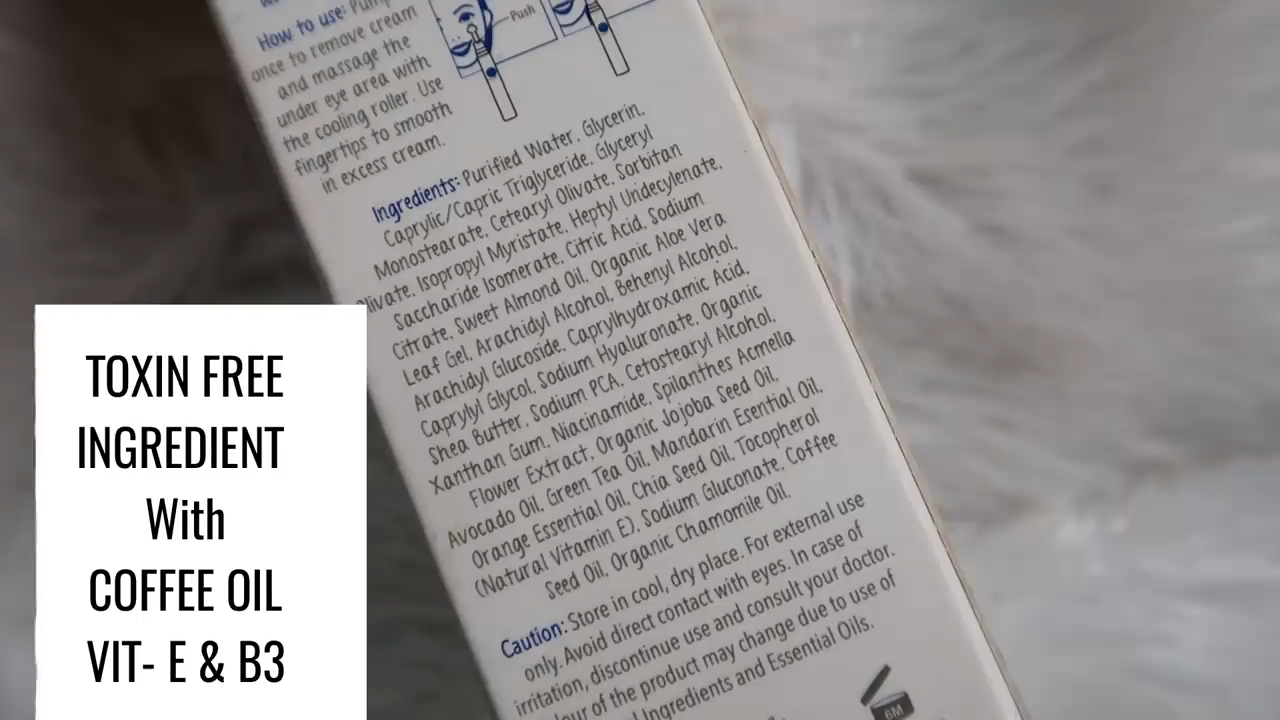 How to use: Pump
once to remove cream
and massage the
under eye area with
the cooling roller. Use
fingertips to smooth
in excess cream.
Push
Ingredients: Purified Water, Glycerin,
Caprylic/Capric Triglyceride, Glyceryl
Monostearate, Cetearyl Olivate, Sorbitan
Olivate, Isopropyl Myristate, Heptyl Undecylenate,
Saccharide Isomerate, Citric Acid, Sodium
Citrate, Sweet Almond Oil, Organic Aloe Vera
Leaf Gel, Arachidyl Alcohol, Behenyl Alcohol,
Arachidyl Glucoside, Caprylhydroxamic Acid,
Caprylyl Glycol, Sodium Hyaluronate, Organic
Shea Butter, Sodium PCA, Cetostearyl Alcohol,
Xanthan Gum, Niacinamide, Spilanthes Acmella
Flower Extract, Organic Jojoba Seed Oil,
Avocado Oil, Green Tea Oil, Mandarin Esential Oil,
Orange Essential Oil, Chia Seed Oil, Tocopherol
(Natural Vitamin E), Sodium Gluconate, Coffee
Seed Oil, Organic Chamomile Oil.
Caution: Store in cool, dry place. For external use
only. Avoid direct contact with eyes. In case of
irritation, discontinue use and consult your doctor.
of the product may change due to use of
Ingredients and Essential Oils.
6M
TOXIN FREE
INGREDIENT
With
COFFEE OIL
VIT- E & B3